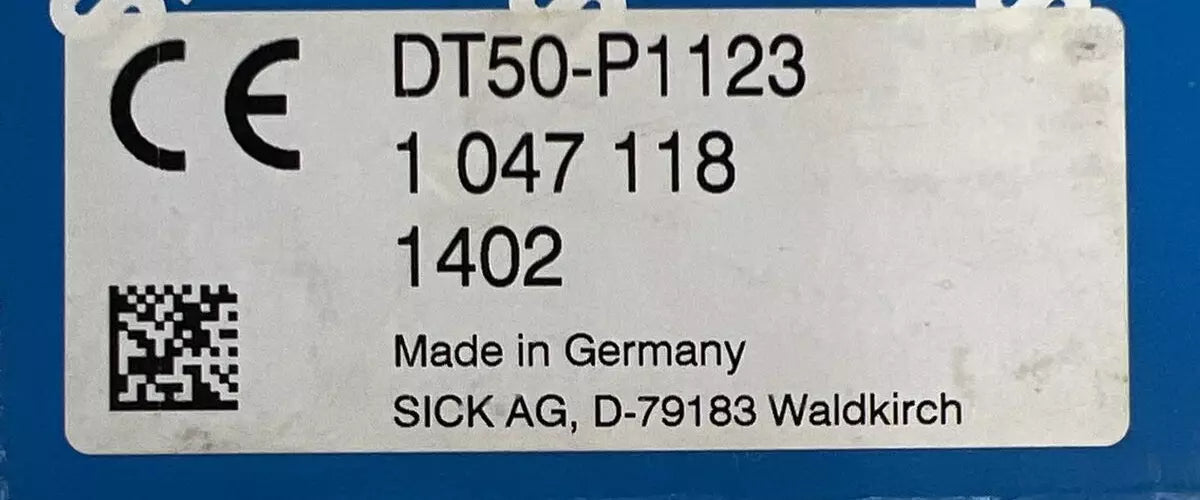 CE
DT50-P1123
1 047 118
1402
Made in Germany
SICK AG, D-79183 Waldkirch